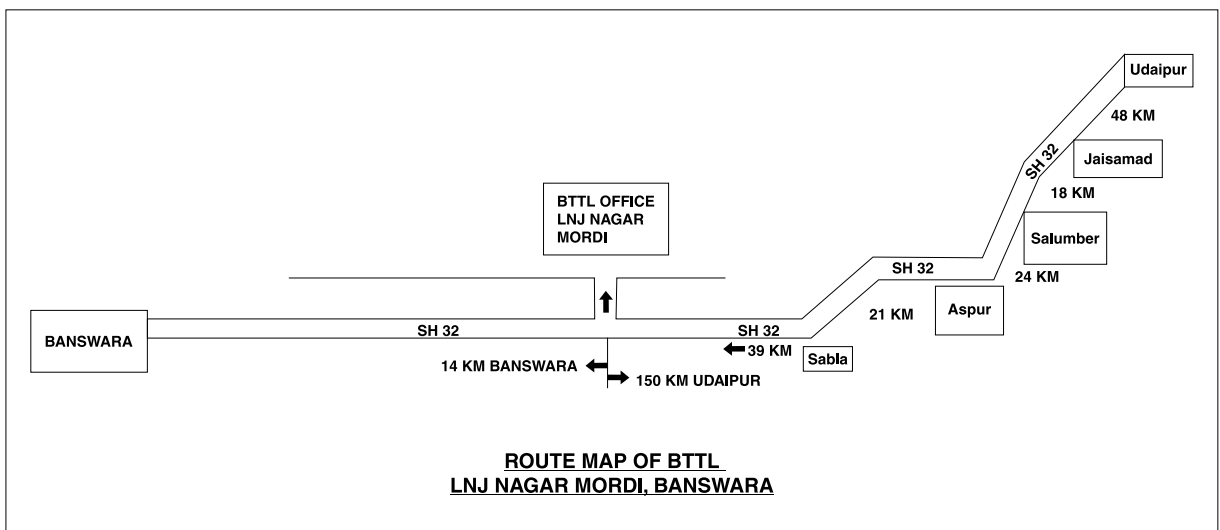 Udaipur
48 KM
Jaisamad
SH 32
18 KM
BTTL OFFICE
LNJ NAGAR
MORDI
Salumber
SH 32
24 KM
Aspur
21 KM
BANSWARA
SH 32
SH 32
39 KM
Sabla
14 KM BANSWARA
150 KM UDAIPUR
ROUTE MAP OF BTTL
LNJ NAGAR MORDI, BANSWARA